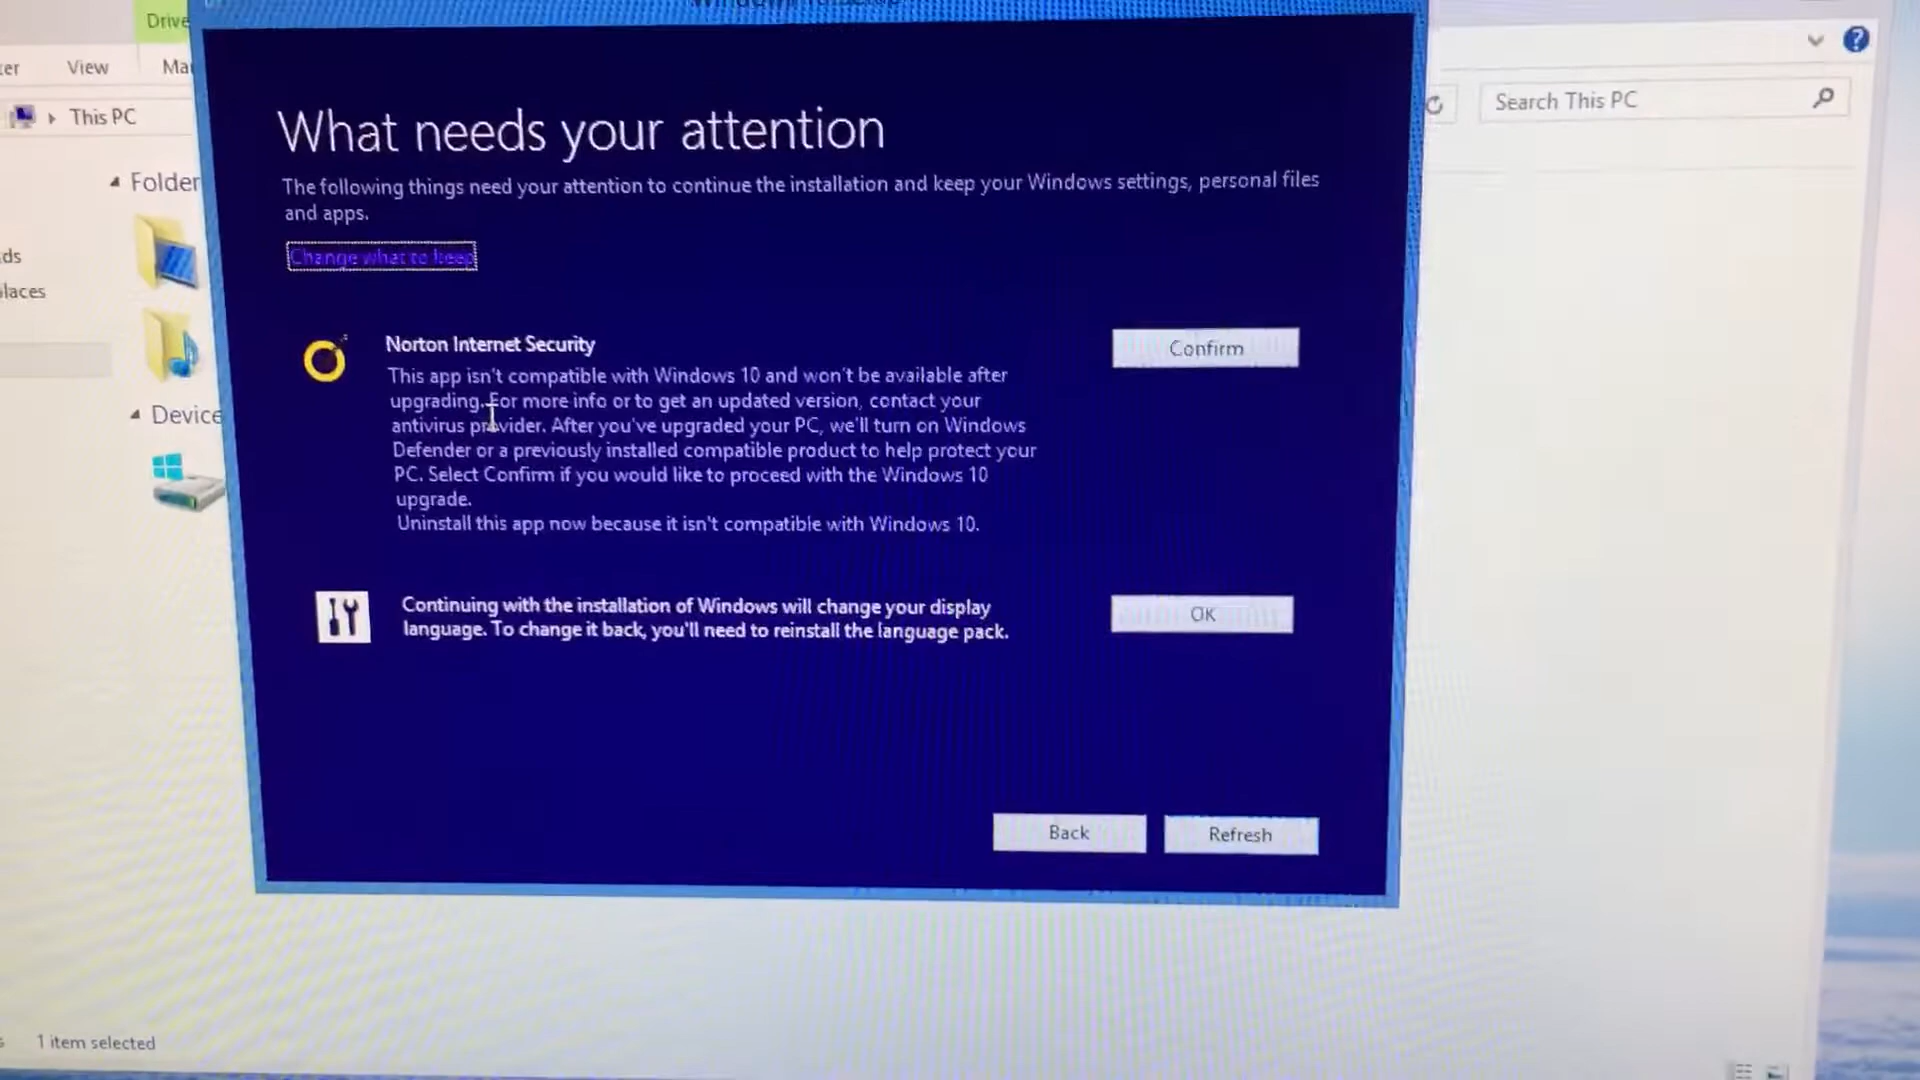 Drive
View
Ma
This PC
Search This PC
Folder
What needs your attention
The following things need your attention to continue the installation and keep your Windows settings, personal files
and apps.
Change what to keep
Norton Internet Security
Confirm
This app isn't compatible with Windows 10 and won't be available after
upgrading. For more info or to get an updated version, contact your
antivirus provider. After you've upgraded your PC, we'll turn on Windows
Defender or a previously installed compatible product to help protect your
PC. Select Confirm if you would like to proceed with the Windows 10
upgrade.
Uninstall this app now because it isn't compatible with Windows 10.
Device
Continuing with the installation of Windows will change your display
language. To change it back, you'll need to reinstall the language pack.
OK
Back
Refresh
1 item selected